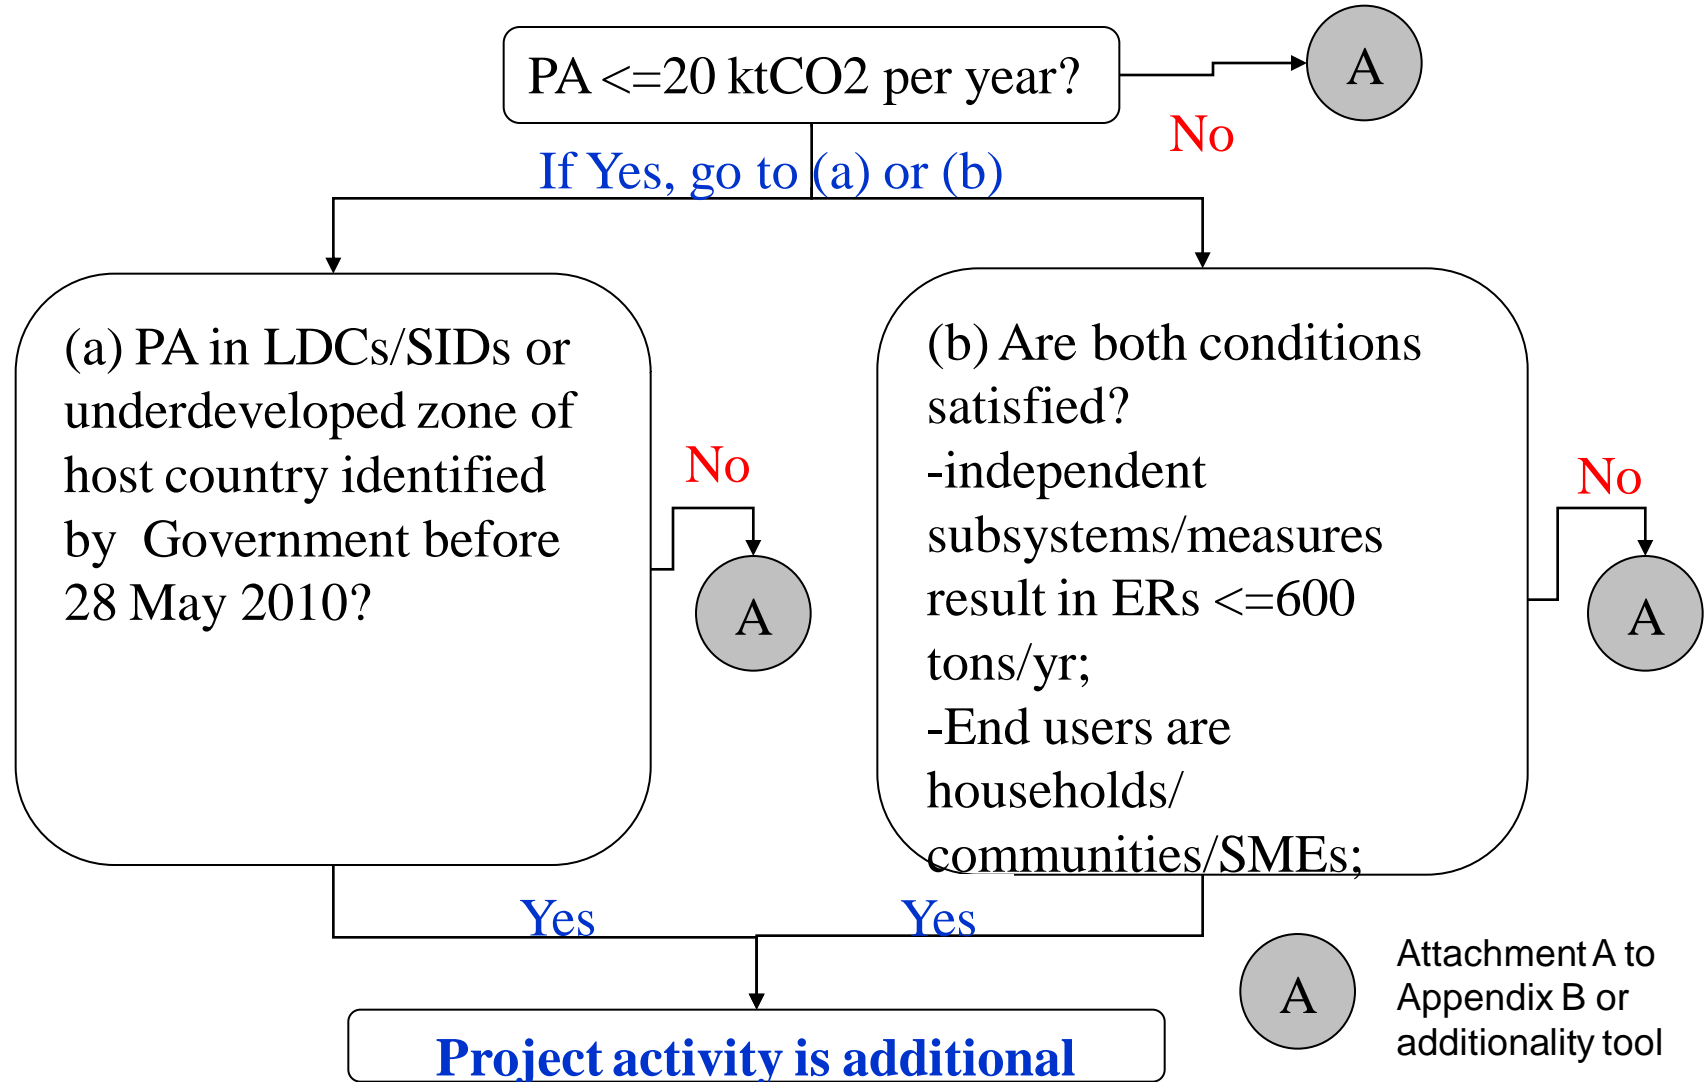 PA <=20 ktCO2 per year?
A
No
If Yes, go to (a) or (b)
(a) PA in LDCs/SIDs or
underdeveloped zone of
host country identified
by  Government before
28 May 2010?
No
A
(b) Are both conditions
satisfied?
-independent
subsystems/measures
result in ERs <=600
tons/yr;
-End users are
households/
communities/SMEs;
No
A
Yes
Yes
Project activity is additional
A
Attachment A to
Appendix B or
additionality tool